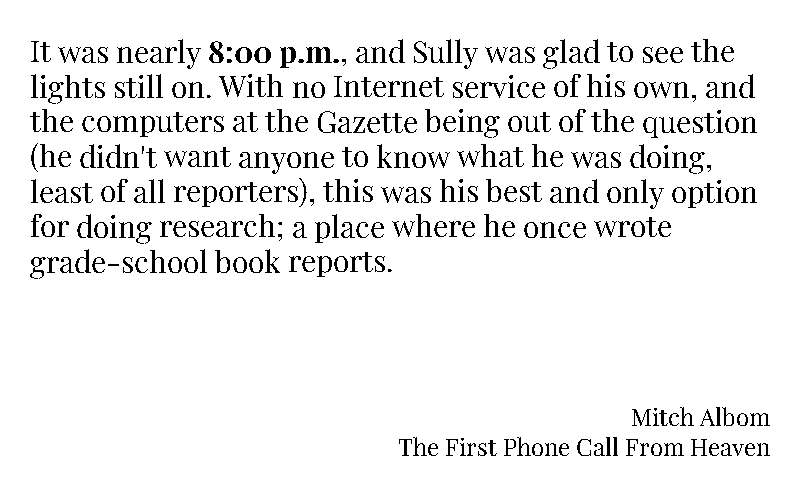 It was nearly 8:00 p.m., and Sully was glad to see the
lights still on. With no Internet service of his own, and
the computers at the Gazette being out of the question
(he didn't want anyone to know what he was doing,
least of all reporters), this was his best and only option
for doing research; a place where he once wrote
grade-school book reports.
Mitch Albom
The First Phone Call From Heaven